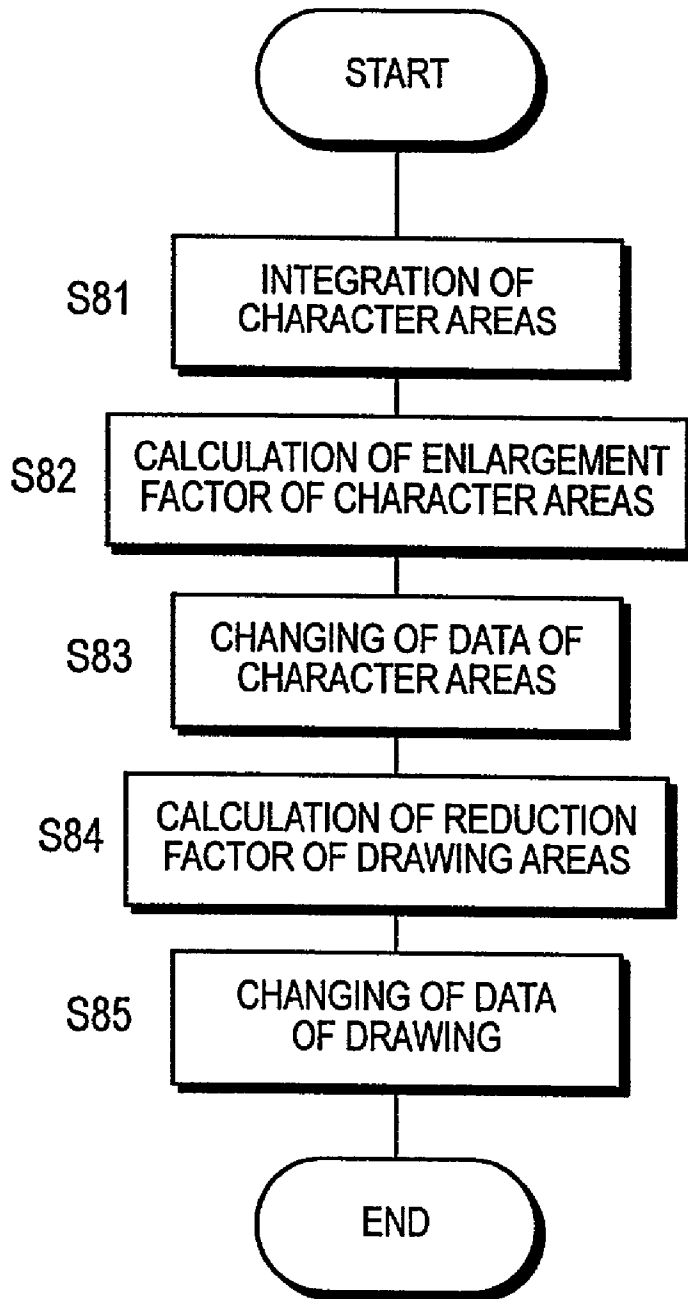 START
S81
INTEGRATION OF
CHARACTER AREAS
S82
CALCULATION OF ENLARGEMENT
FACTOR OF CHARACTER AREAS
S83
CHANGING OF DATA OF
CHARACTER AREAS
S84
CALCULATION OF REDUCTION
FACTOR OF DRAWING AREAS
S85
CHANGING OF DATA
OF DRAWING
END